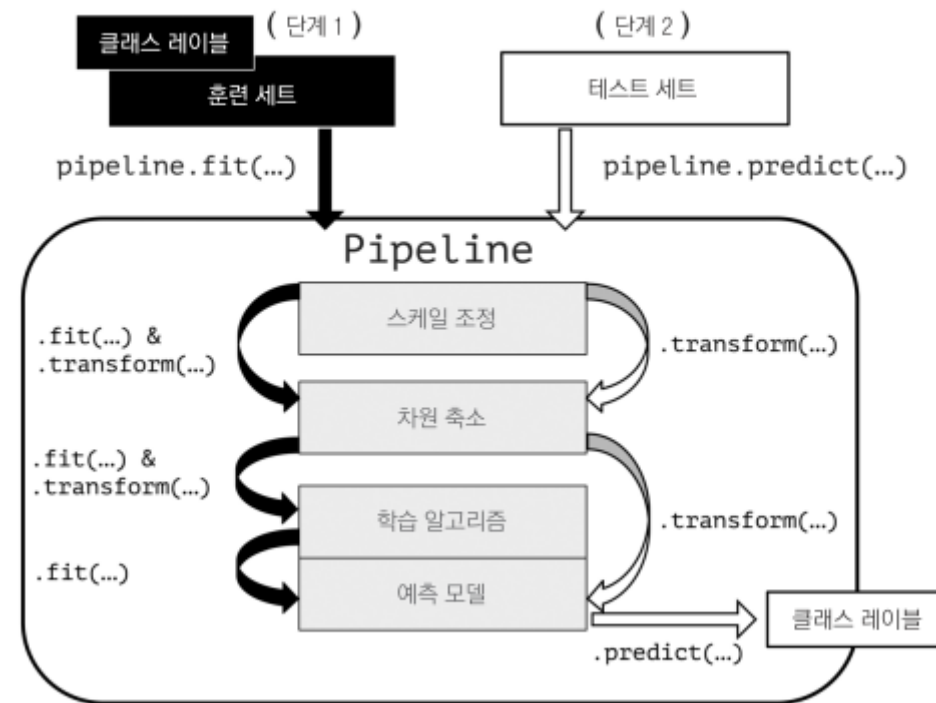 ( 단계 1 )
( 단계 2 )
클래스 레이블
훈련 세트
테스트 세트
pipeline.fit(…)
pipeline.predict(…)
Pipeline
스케일 조정
.fit(…) &
.transform(…)
.transform(…)
차원 축소
.fit(…) &
.transform(…)
학습 알고리즘
.transform(…)
.fit(…)
예측 모델
클래스 레이블
.predict(…)